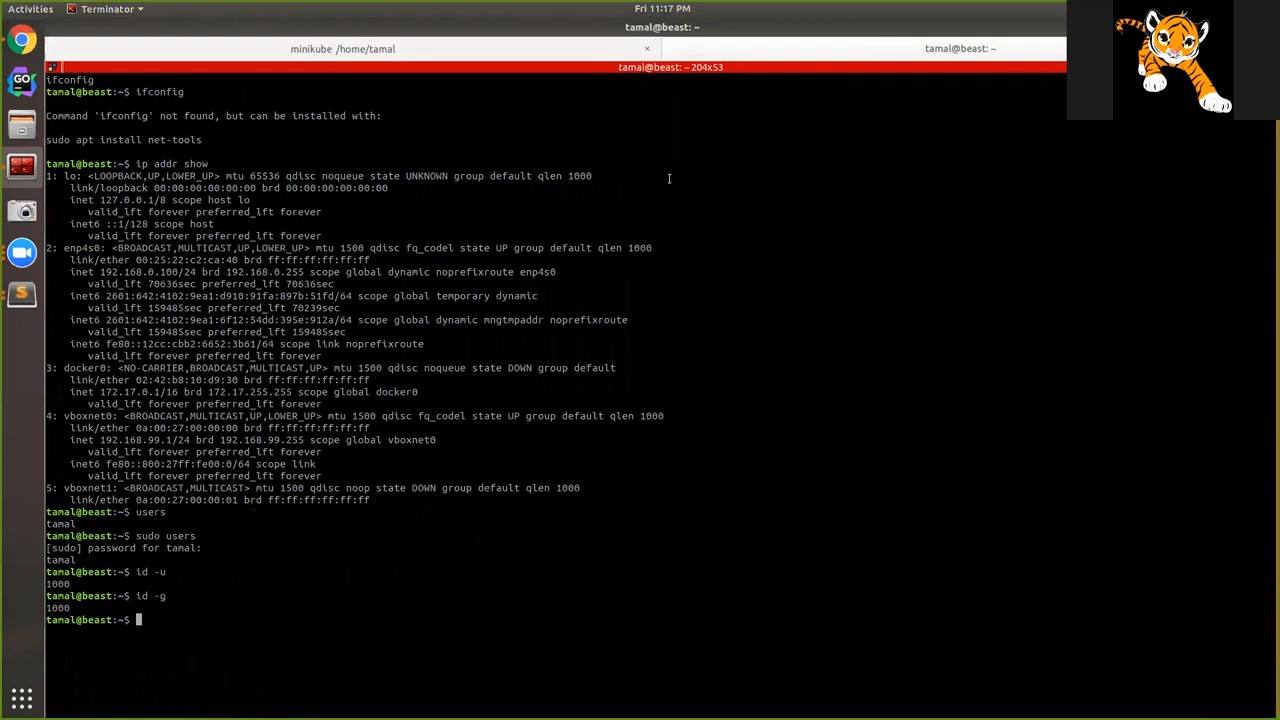 Activities Terminator Fri 11:17 PM
tamal@beast: ~
minikube /home/tamal × tamal@beast: ~
tamal@beast: ~ 204x53
GO
S
ifconfig
tamal@beast:~$ ifconfig
Command 'ifconfig' not found, but can be installed with:
sudo apt install net-tools
tamal@beast:~$ ip addr show
1: lo: <LOOPBACK,UP,LOWER_UP> mtu 65536 qdisc noqueue state UNKNOWN group default qlen 1000
link/loopback 00:00:00:00:00:00 brd 00:00:00:00:00:00
inet 127.0.0.1/8 scope host lo
valid_lft forever preferred_lft forever
inet6 ::1/128 scope host
valid_lft forever preferred_lft forever
2: enp4s0: <BROADCAST,MULTICAST,UP,LOWER_UP> mtu 1500 qdisc fq_codel state UP group default qlen 1000
link/ether 00:25:22:c2:ca:40 brd ff:ff:ff:ff:ff:ff
inet 192.168.0.100/24 brd 192.168.0.255 scope global dynamic noprefixroute enp4s0
valid_lft 70636sec preferred_lft 70636sec
inet6 2601:642:4102:9ea1:d910:91fa:897b:51fd/64 scope global temporary dynamic
valid_lft 159485sec preferred_lft 70239sec
inet6 2601:642:4102:9ea1:6f12:54dd:395e:912a/64 scope global dynamic mngtmpaddr noprefixroute
valid_lft 159485sec preferred_lft 159485sec
inet6 fe80::12cc:cbb2:6652:3b61/64 scope link noprefixroute
valid_lft forever preferred_lft forever
3: docker0: <NO-CARRIER,BROADCAST,MULTICAST,UP> mtu 1500 qdisc noqueue state DOWN group default
link/ether 02:42:b8:10:d9:30 brd ff:ff:ff:ff:ff:ff
inet 172.17.0.1/16 brd 172.17.255.255 scope global docker0
valid_lft forever preferred_lft forever
4: vboxnet0: <BROADCAST,MULTICAST,UP,LOWER_UP> mtu 1500 qdisc fq_codel state UP group default qlen 1000
link/ether 0a:00:27:00:00:00 brd ff:ff:ff:ff:ff:ff
inet 192.168.99.1/24 brd 192.168.99.255 scope global vboxnet0
valid_lft forever preferred_lft forever
inet6 fe80::800:27ff:fe00:0/64 scope link
valid_lft forever preferred_lft forever
5: vboxnet1: <BROADCAST,MULTICAST> mtu 1500 qdisc noop state DOWN group default qlen 1000
link/ether 0a:00:27:00:00:01 brd ff:ff:ff:ff:ff:ff
tamal@beast:~$ users
tamal
tamal@beast:~$ sudo users
[sudo] password for tamal:
tamal
tamal@beast:~$ id -u
1000
tamal@beast:~$ id -g
1000
tamal@beast:~$